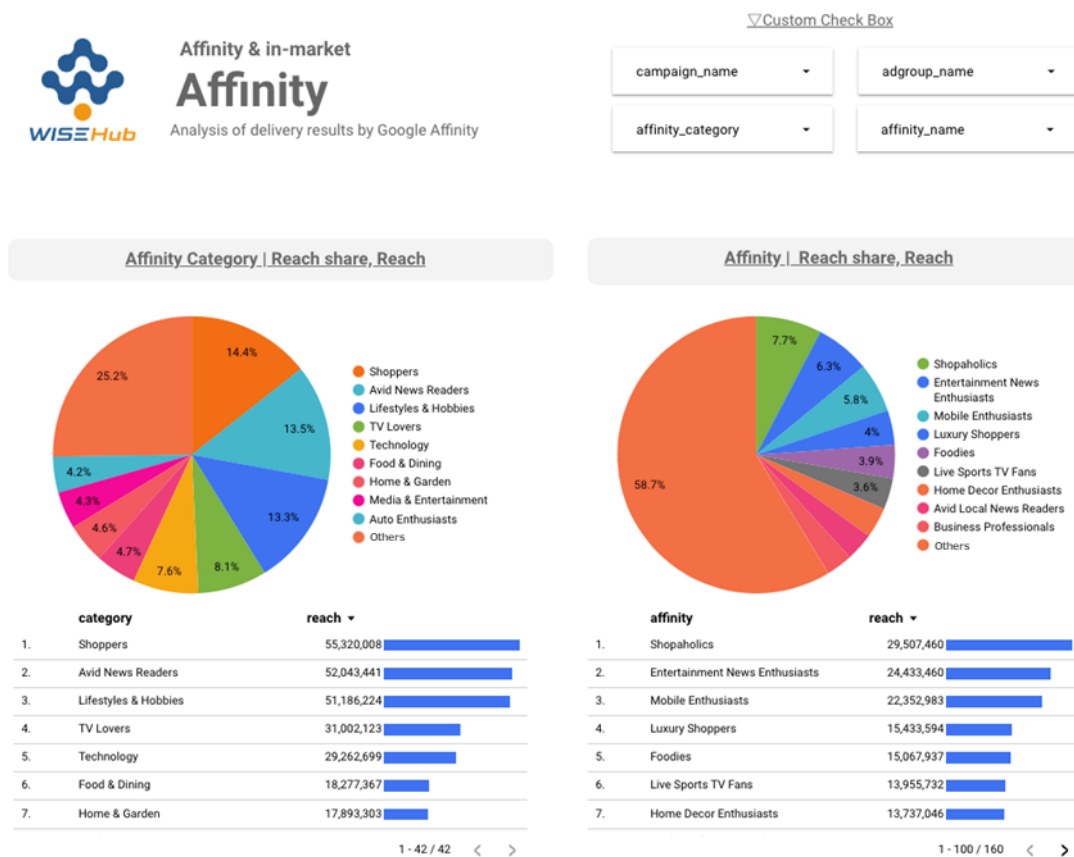 ▽Custom Check Box
Affinity & in-market
Affinity
Analysis of delivery results by Google Affinity
WISEHub
campaign_name
adgroup_name
affinity_category
affinity_name
Affinity Category | Reach share, Reach
14.4%
13.5%
13.3%
8.1%
7.6%
4.7%
4.6%
4.3%
4.2%
25.2%
Shoppers
Avid News Readers
Lifestyles & Hobbies
TV Lovers
Technology
Food & Dining
Home & Garden
Media & Entertainment
Auto Enthusiasts
Others
category reach
1. Shoppers 55,320,008
2. Avid News Readers 52,043,441
3. Lifestyles & Hobbies 51,186,224
4. TV Lovers 31,002,123
5. Technology 29,262,699
6. Food & Dining 18,277,367
7. Home & Garden 17,893,303
1 - 42 / 42
Affinity | Reach share, Reach
7.7%
6.3%
5.8%
4%
3.9%
3.6%
58.7%
Shopaholics
Entertainment News
Enthusiasts
Mobile Enthusiasts
Luxury Shoppers
Foodies
Live Sports TV Fans
Home Decor Enthusiasts
Avid Local News Readers
Business Professionals
Others
affinity reach
1. Shopaholics 29,507,460
2. Entertainment News Enthusiasts 24,433,460
3. Mobile Enthusiasts 22,352,983
4. Luxury Shoppers 15,433,594
5. Foodies 15,067,937
6. Live Sports TV Fans 13,955,732
7. Home Decor Enthusiasts 13,737,046
1 - 100 / 160